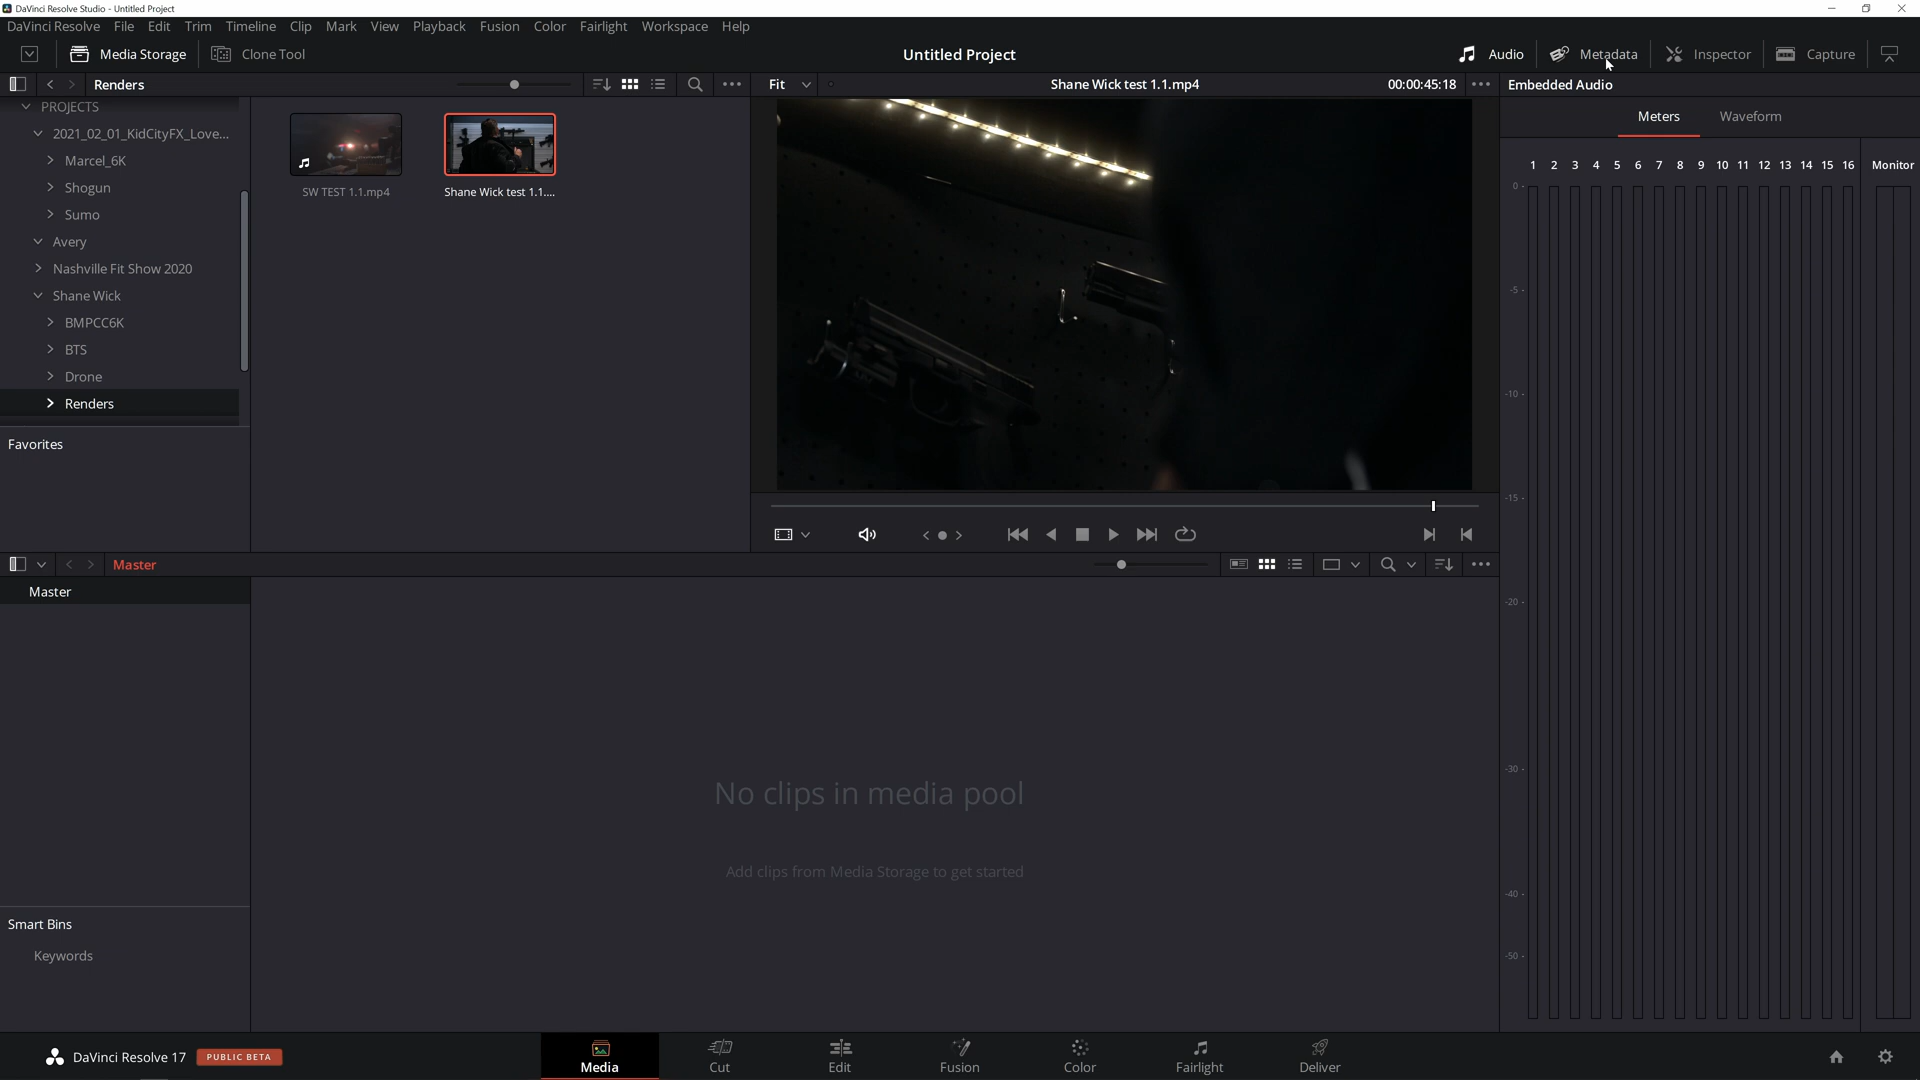 DaVinci Resolve Studio - Untitled Project
DaVinci Resolve File Edit Trim Timeline Clip Mark View Playback Fusion Color Fairlight Workspace Help
Media Storage Clone Tool Untitled Project Audio Metadata Inspector Capture
Renders Fit Shane Wick test 1.1.mp4 00:00:45:18 Embedded Audio
PROJECTS
2021_02_01_KidCityFX_Love...
Marcel_6K
Shogun
Sumo
Avery
Nashville Fit Show 2020
Shane Wick
BMPCC6K
BTS
Drone
Renders
Favorites
SW TEST 1.1.mp4 Shane Wick test 1.1....
Meters Waveform
1 2 3 4 5 6 7 8 9 10 11 12 13 14 15 16 Monitor
0 -
-5 -
-10 -
-15 -
-20 -
-30 -
-40 -
-50 -
Master
Master
No clips in media pool
Add clips from Media Storage to get started
Smart Bins
Keywords
DaVinci Resolve 17 PUBLIC BETA
Media Cut Edit Fusion Color Fairlight Deliver